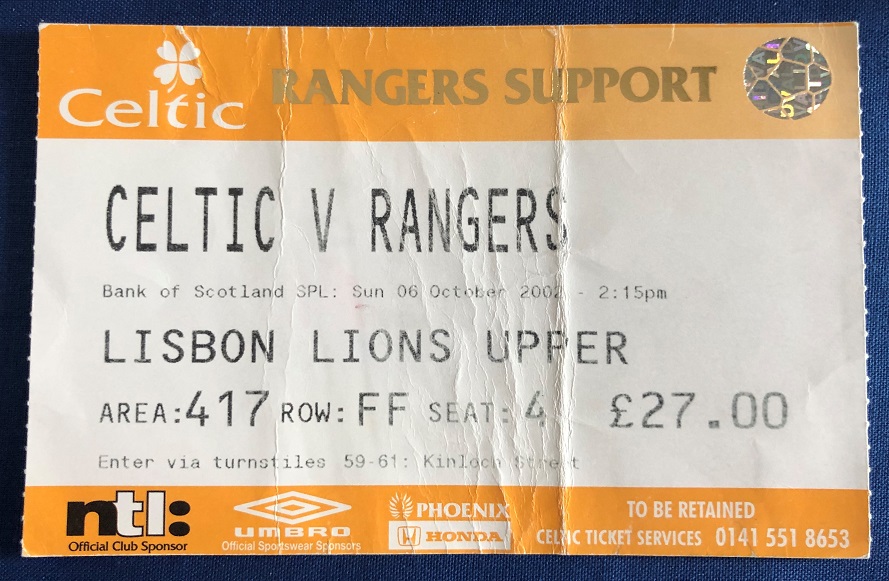 Celtic RANGERS SUPPORT
CELTIC V RANGERS
Bank of Scotland SPL: Sun 06 October 2002 - 2:15pm
LISBON LIONS UPPER
AREA:417 ROW:FF SEAT:4 £27.00
Enter via turnstiles 59-61: Kinloch Street
ntl: UMBRO PHOENIX TO BE RETAINED
Official Club Sponsor Official Sportswear Sponsors HONDA CELTIC TICKET SERVICES 0141 551 8653